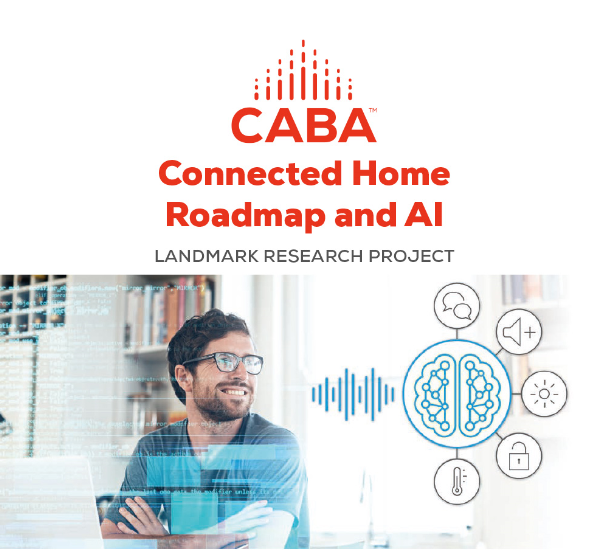 CABA™
Connected Home
Roadmap and AI
LANDMARK RESEARCH PROJECT